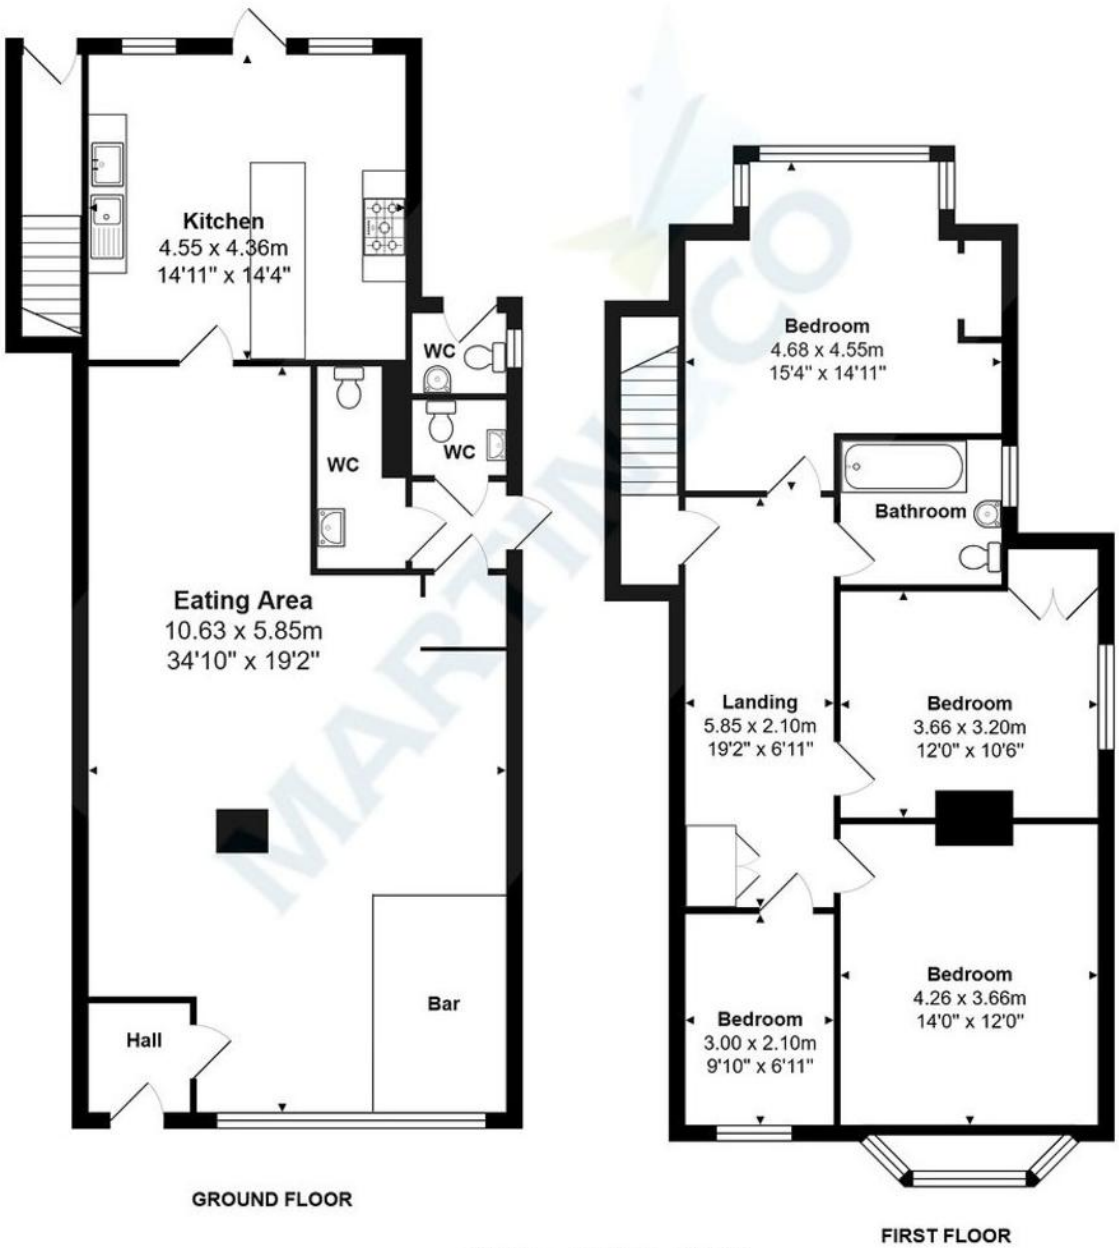 Kitchen
4.55 x 4.36m
14'11" x 14'4"
WC
WC
WC
Eating Area
10.63 x 5.85m
34'10" x 19'2"
Bar
Hall
GROUND FLOOR
Bedroom
4.68 x 4.55m
15'4" x 14'11"
Bathroom
Landing
5.85 x 2.10m
19'2" x 6'11"
Bedroom
3.66 x 3.20m
12'0" x 10'6"
Bedroom
4.26 x 3.66m
14'0" x 12'0"
Bedroom
3.00 x 2.10m
9'10" x 6'11"
FIRST FLOOR
MARTIN&CO